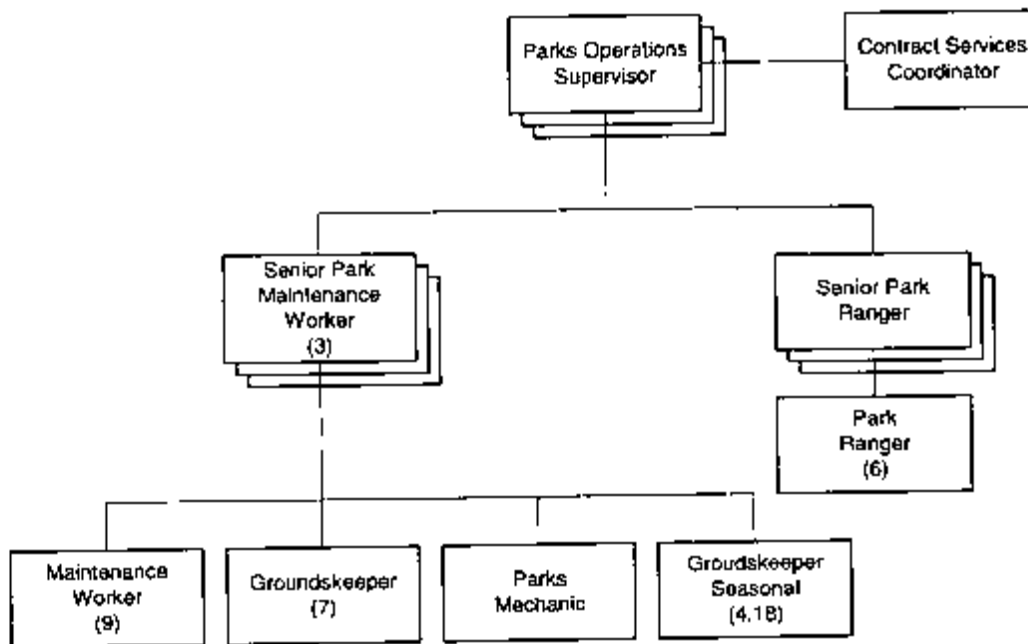 Parks Operations
Supervisor
Contract Services
Coordinator
Senior Park
Maintenance
Worker
(3)
Senior Park
Ranger
Park
Ranger
(6)
Maintenance
Worker
(9)
Groundskeeper
(7)
Parks
Mechanic
Groudskeeper
Seasonal
(4.18)